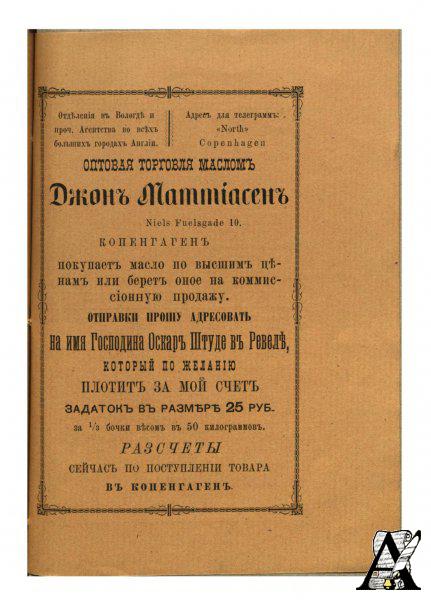 Отдѣленія въ Вологдѣ и
проч. Агентства во всѣхъ
большихъ городахъ Англіи.
Адресъ для телеграммъ:
«North»
Copenhagen
ОПТОВАЯ ТОРГОВЛЯ МАСЛОМЪ
Джонъ Маттіасенъ
Niels Fuelsgade 10.
КОПЕНГАГЕНЪ
покупаетъ масло по высшимъ цѣ-
намъ или беретъ оное на коммис-
сіонную продажу.
ОТПРАВКИ ПРОШУ АДРЕСОВАТЬ
на имя Господина Оскаръ Штуде въ Ревелѣ,
КОТОРЫЙ ПО ЖЕЛАНІЮ
ПЛОТИТЪ ЗА МОЙ СЧЕТЪ
ЗАДАТОКЪ ВЪ РАЗМѢРѢ 25 РУБ.
за 1/3 бочки вѣсомъ въ 50 килограммовъ.
РАЗСЧЕТЫ
СЕЙЧАСЪ ПО ПОСТУПЛЕНІИ ТОВАРА
ВЪ КОПЕНГАГЕНѢ.